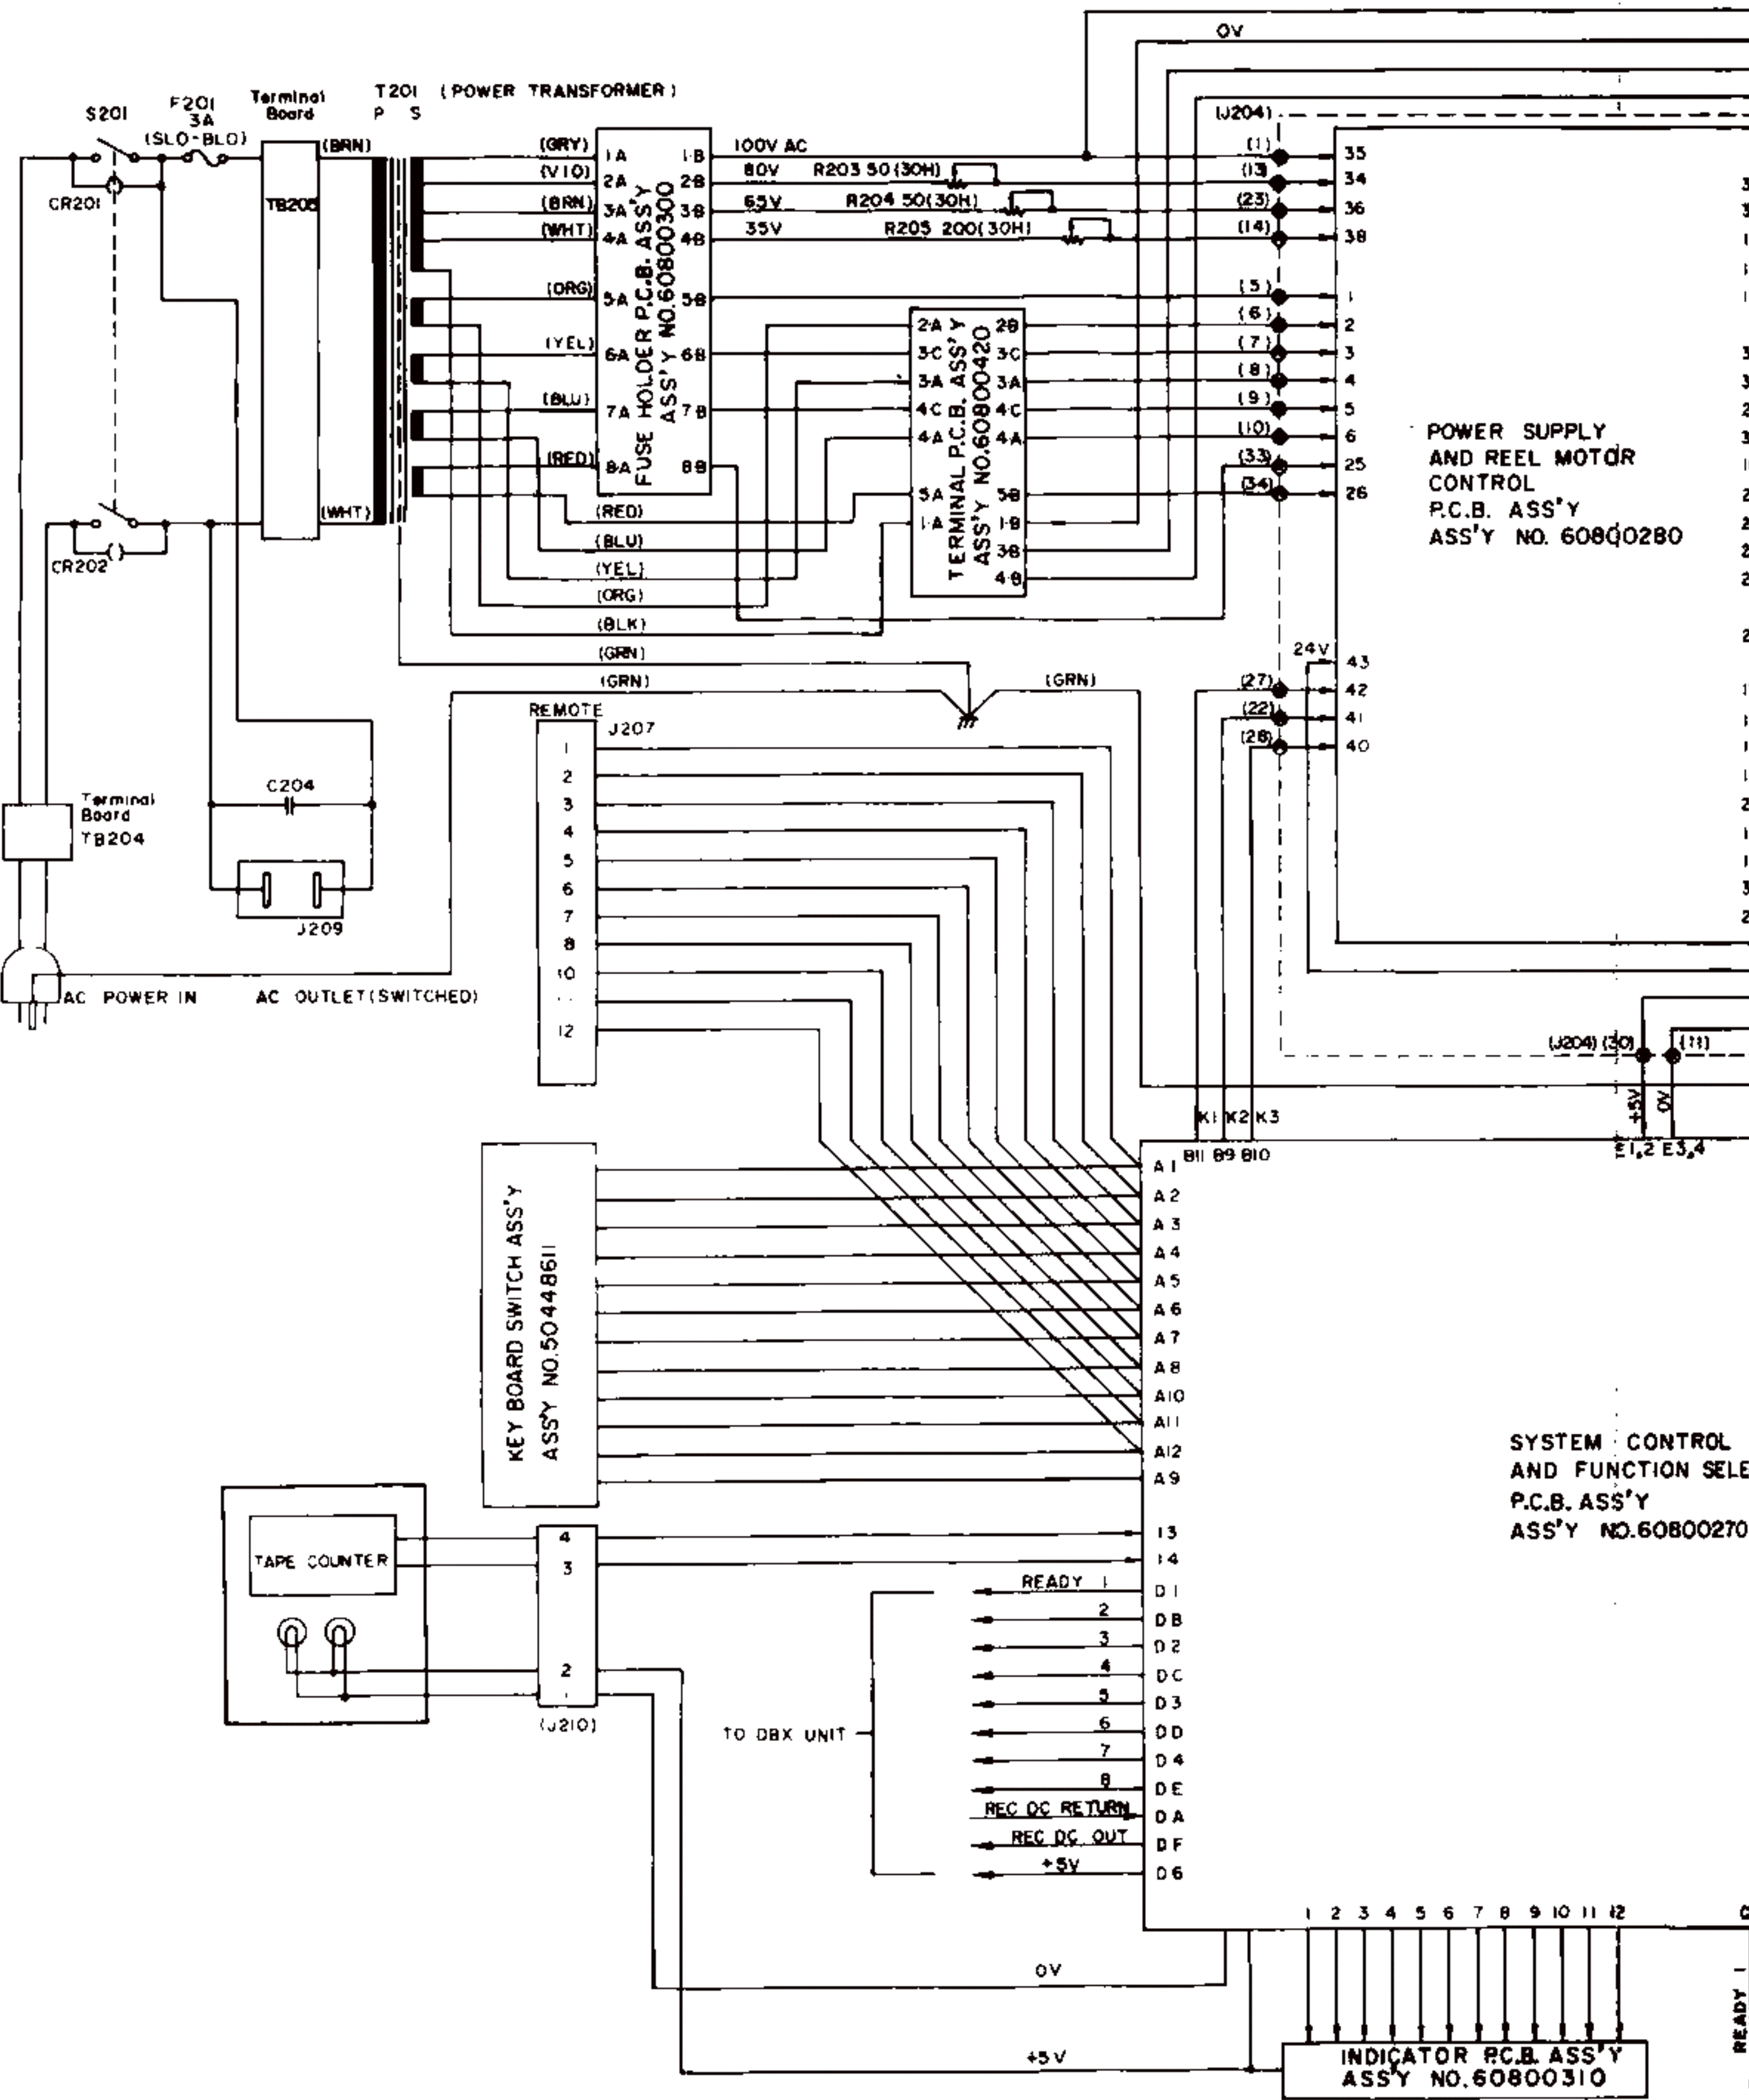 0V
T201 (POWER TRANSFORMER)
P S
S201
F201
3A
(SLO-BLO)
Terminal
Board
TB205
CR201
CR202
(BRN)
(WHT)
(GRY)
(VIO)
(BRN)
(WHT)
(ORG)
(YEL)
(BLU)
(RED)
1A
2A
3A
4A
5A
6A
7A
8A
FUSE HOLDER P.C.B. ASS'Y
ASS'Y NO.60800300
1B
2B
3B
4B
5B
6B
7B
8B
100V AC
80V
65V
35V
R203 50(30H)
R204 50(30H)
R205 200(30H)
(RED)
(BLU)
(YEL)
(ORG)
(BLK)
(GRN)
(GRN)
(GRN)
2A
3C
3A
4C
4A
5A
1A
TERMINAL P.C.B. ASS'Y
ASS'Y NO.60800420
2B
3C
3A
4C
4A
5B
1B
3B
4B
(J204)
(1)
(13)
(23)
(14)
(5)
(6)
(7)
(8)
(9)
(10)
(33)
(34)
24V
(27)
(22)
(28)
35
34
36
38
1
2
3
4
5
6
25
26
43
42
41
40
POWER SUPPLY
AND REEL MOTOR
CONTROL
P.C.B. ASS'Y
ASS'Y NO. 60800280
Terminal
Board
TB204
C204
J209
AC POWER IN
AC OUTLET(SWITCHED)
REMOTE
J207
1
2
3
4
5
6
7
8
10
12
(J204) (30)
(11)
+5V
0V
E1,2 E3,4
K1 K2 K3
B11 B9 B10
KEY BOARD SWITCH ASS'Y
ASS'Y NO.50448611
A1
A2
A3
A4
A5
A6
A7
A8
A10
A11
A12
A9
13
14
D1
DB
D2
DC
D3
DD
D4
DE
DA
DF
D6
SYSTEM CONTROL
AND FUNCTION SELE
P.C.B. ASS'Y
ASS'Y NO.60800270
TAPE COUNTER
4
3
2
1
(J210)
READY 1
2
3
4
5
6
7
8
REC DC RETURN
REC DC OUT
+5V
TO DBX UNIT
1 2 3 4 5 6 7 8 9 10 11 12
0V
+5V
READY 1
INDICATOR P.C.B. ASS'Y
ASS'Y NO.60800310